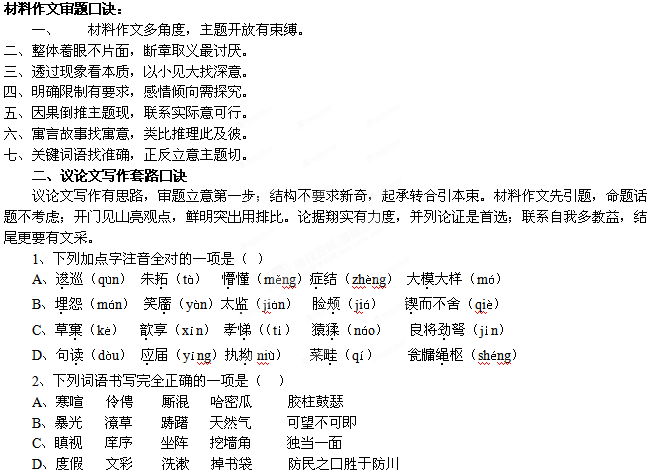 材料作文审题口诀：
一、 材料作文多角度，主题开放有束缚。
二、整体着眼不片面，断章取义最讨厌。
三、透过现象看本质，以小见大找深意。
四、明确限制有要求，感情倾向需探究。
五、因果倒推主题现，联系实际意可行。
六、寓言故事找寓意，类比推理此及彼。
七、关键词语找准确，正反立意主题切。
二、议论文写作套路口诀
议论文写作有思路，审题立意第一步；结构不要求新奇，起承转合引本束。材料作文先引题，命题话
题不考虑；开门见山亮观点，鲜明突出用排比。论据翔实有力度，并列论证是首选；联系自我多教益，结
尾更要有文采。
1、下列加点字注音全对的一项是（ ）
A、逡巡（qūn） 朱拓（tà） 懵懂（měng）症结（zhèng） 大模大样（mó）
B、埋怨（mán） 笑靥（yàn）太监（jiàn） 脸颊（jiá） 锲而不舍（qiè）
C、草窠（kē） 歆享（xīn） 孝悌（（tì） 猿猱（náo） 良将劲弩（jìn）
D、句读（dòu） 应届（yīng）执拗 niù） 菜畦（qí） 瓮牖绳枢（shéng）
2、下列词语书写完全正确的一项是（ ）
A、寒喧 伶俜 厮混 哈密瓜 胶柱鼓瑟
B、暴光 潦草 踌躇 天然气 可望不可即
C、瞋视 庠序 坐阵 挖墙角 独当一面
D、度假 文彩 洗漱 掉书袋 防民之口胜于防川